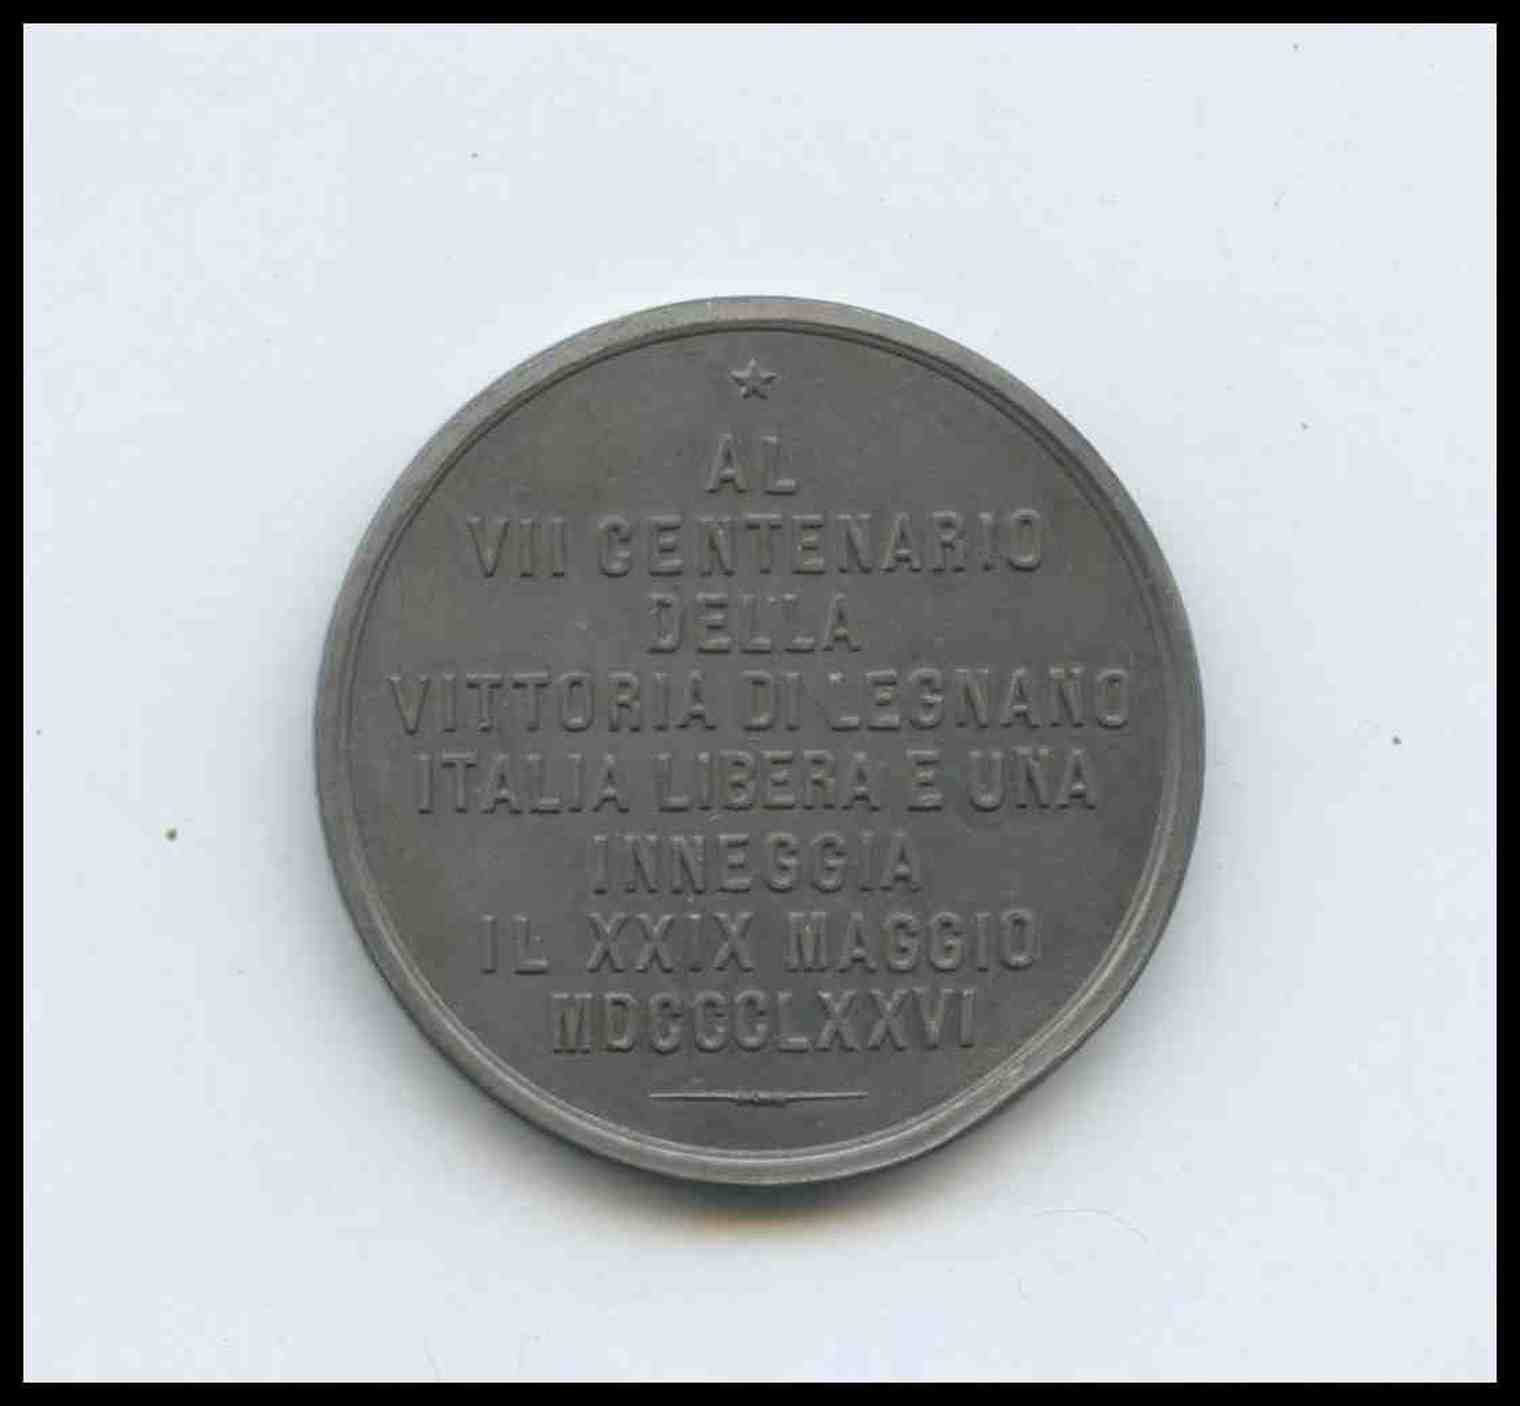 AL
VII CENTENARIO
DELLA
VITTORIA DI LEGNANO
ITALIA LIBERA E UNA
INNEGGIA
IL XXIX MAGGIO
MDCCCLXXVI